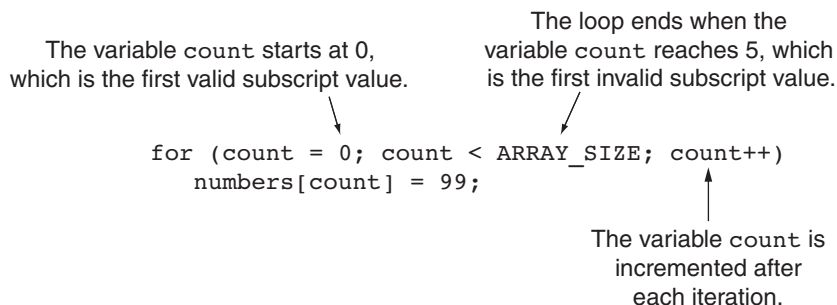 The variable count starts at 0,
which is the first valid subscript value.
The loop ends when the
variable count reaches 5, which
is the first invalid subscript value.
for (count = 0; count < ARRAY_SIZE; count++)
numbers[count] = 99;
The variable count is
incremented after
each iteration.